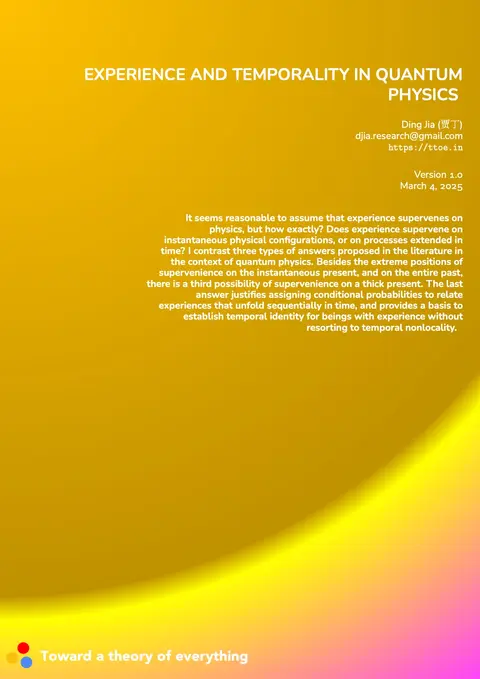 EXPERIENCE AND TEMPORALITY IN QUANTUM
PHYSICS
Ding Jia (贾丁)
djia.research@gmail.com
https://ttoe.in
Version 1.0
March 4, 2025
It seems reasonable to assume that experience supervenes on
physics, but how exactly? Does experience supervene on
instantaneous physical configurations, or on processes extended in
time? I contrast three types of answers proposed in the literature in
the context of quantum physics. Besides the extreme positions of
supervenience on the instantaneous present, and on the entire past,
there is a third possibility of supervenience on a thick present. The last
answer justifies assigning conditional probabilities to relate
experiences that unfold sequentially in time, and provides a basis to
establish temporal identity for beings with experience without
resorting to temporal nonlocality.
Toward a theory of everything